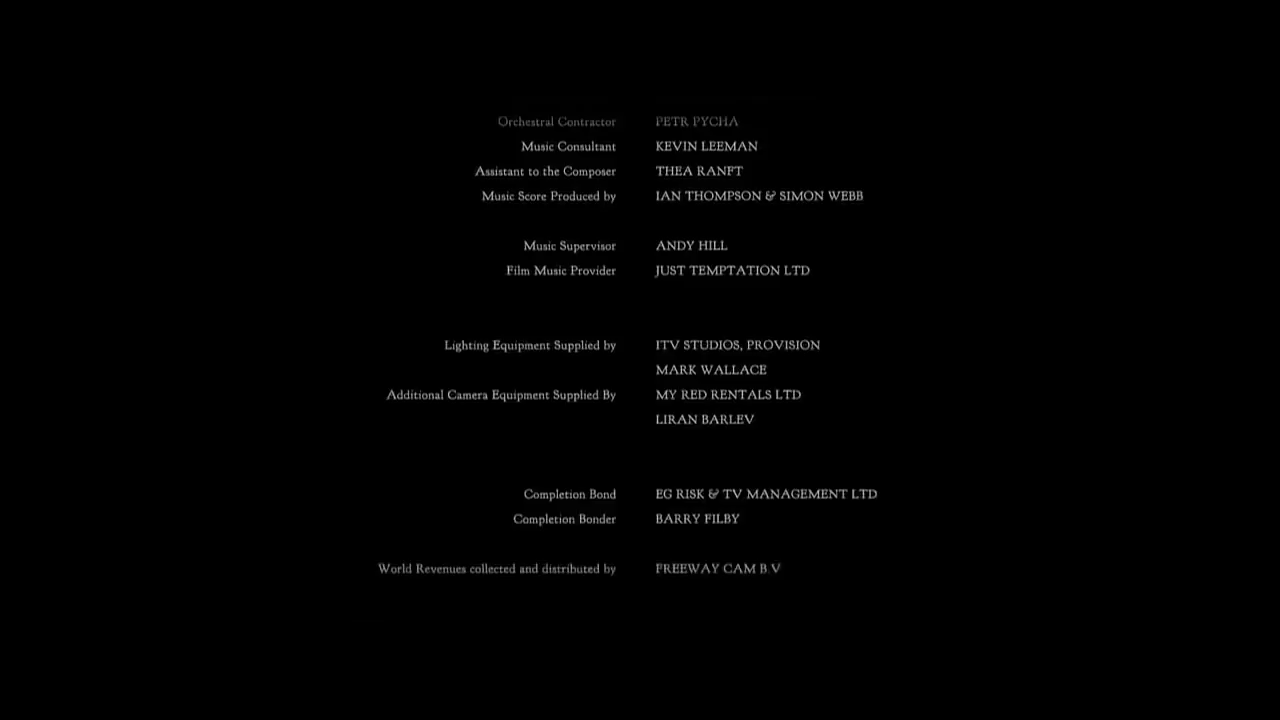 Orchestral Contractor PETR PYCHA
Music Consultant KEVIN LEEMAN
Assistant to the Composer THEA RANFT
Music Score Produced by IAN THOMPSON & SIMON WEBB
Music Supervisor ANDY HILL
Film Music Provider JUST TEMPTATION LTD
Lighting Equipment Supplied by ITV STUDIOS, PROVISION
MARK WALLACE
Additional Camera Equipment Supplied By MY RED RENTALS LTD
LIRAN BARLEV
Completion Bond EG RISK & TV MANAGEMENT LTD
Completion Bonder BARRY FILBY
World Revenues collected and distributed by FREEWAY CAM B.V